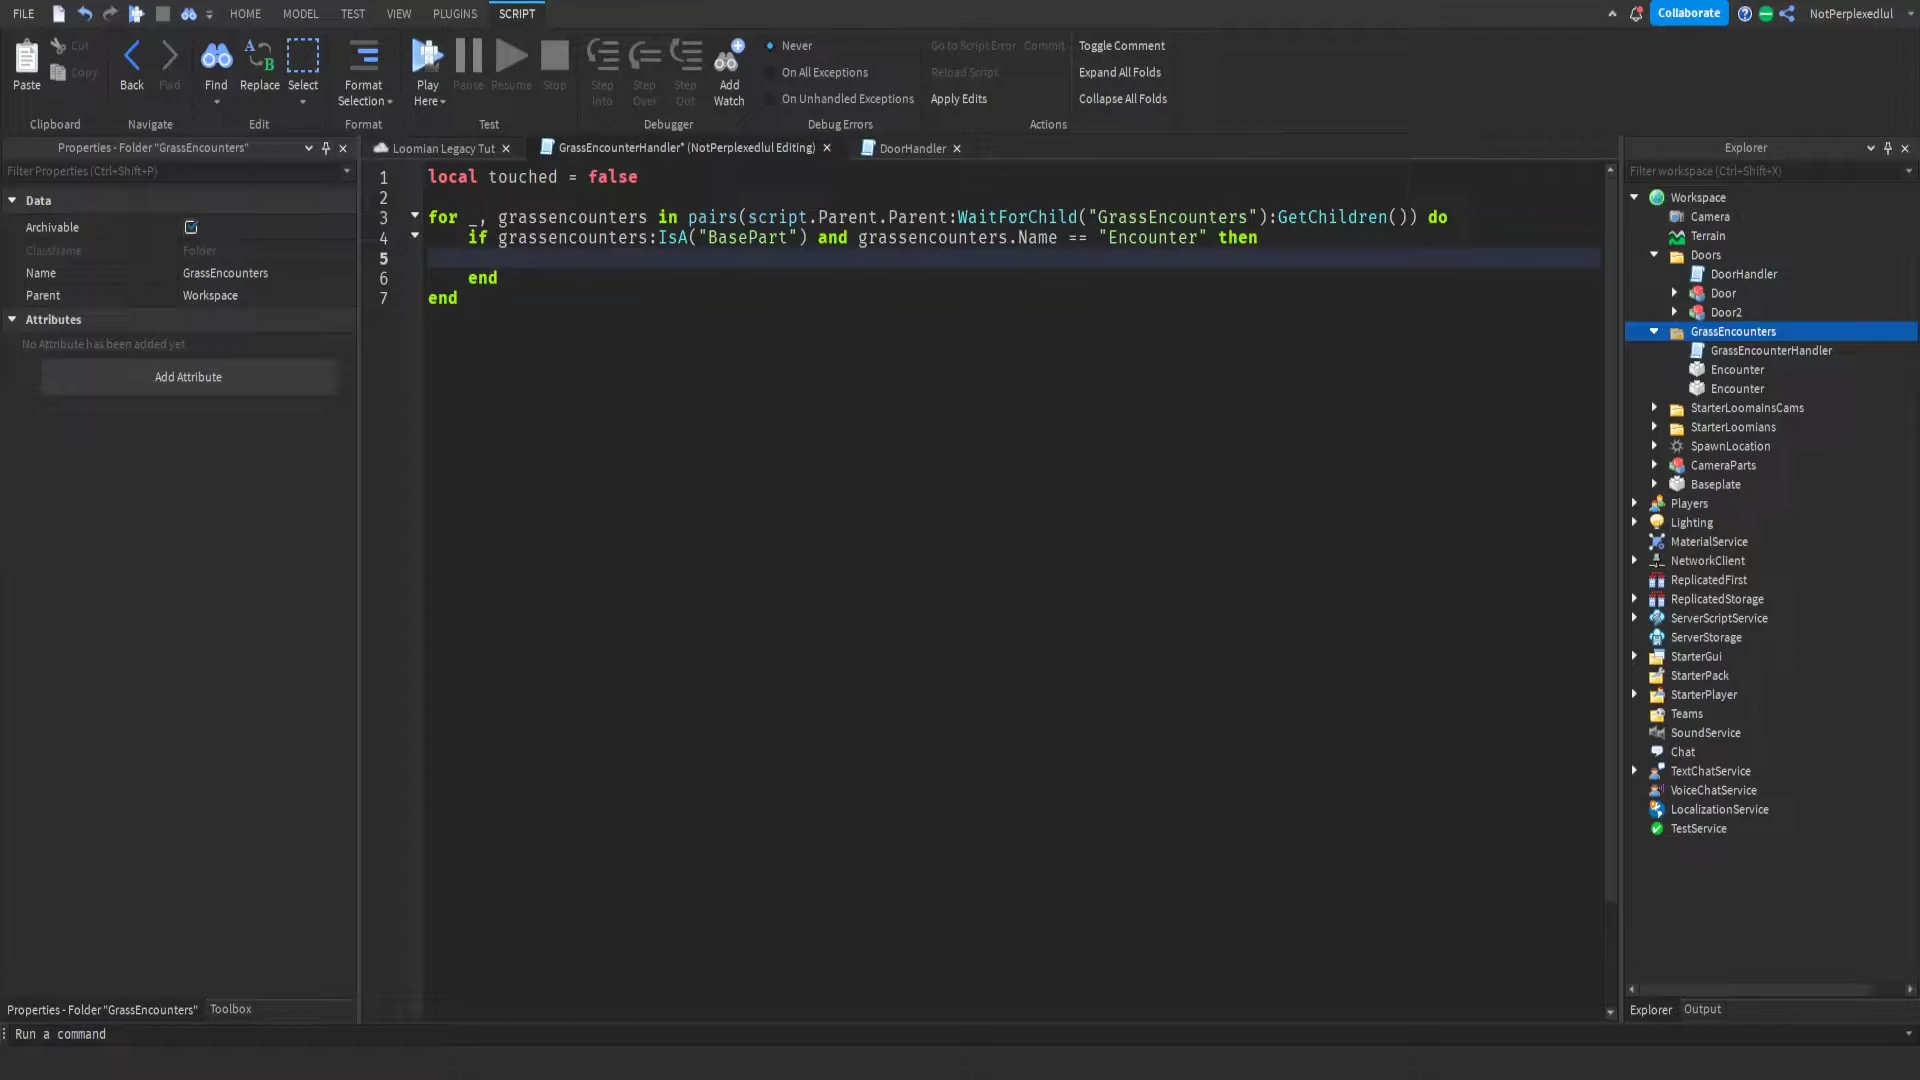 FILE HOME MODEL TEST VIEW PLUGINS SCRIPT Collaborate NotPerplexedlul
Paste Cut Copy Back Fwd Find Replace Select Format Selection Play Here Pause Resume Stop Step Into Step Over Step Out Add Watch
Never
On All Exceptions
On Unhandled Exceptions
Go to Script Error Commit
Reload Script
Apply Edits
Toggle Comment
Expand All Folds
Collapse All Folds
Clipboard Navigate Edit Format Test Debugger Debug Errors Actions
Properties - Folder "GrassEncounters"
Filter Properties (Ctrl+Shift+P)
Data
Archivable
ClassName Folder
Name GrassEncounters
Parent Workspace
Attributes
No Attribute has been added yet
Add Attribute
Properties - Folder "GrassEncounters" Toolbox
Loomian Legacy Tut GrassEncounterHandler* (NotPerplexedlul Editing) DoorHandler
1 local touched = false
2
3 for _, grassencounters in pairs(script.Parent.Parent:WaitForChild("GrassEncounters"):GetChildren()) do
4 if grassencounters:IsA("BasePart") and grassencounters.Name == "Encounter" then
5
6 end
7 end
Explorer
Filter workspace (Ctrl+Shift+X)
Workspace
Camera
Terrain
Doors
DoorHandler
Door
Door2
GrassEncounters
GrassEncounterHandler
Encounter
Encounter
StarterLoomainsCams
StarterLoomians
SpawnLocation
CameraParts
Baseplate
Players
Lighting
MaterialService
NetworkClient
ReplicatedFirst
ReplicatedStorage
ServerScriptService
ServerStorage
StarterGui
StarterPack
StarterPlayer
Teams
SoundService
Chat
TextChatService
VoiceChatService
LocalizationService
TestService
Explorer Output
Run a command